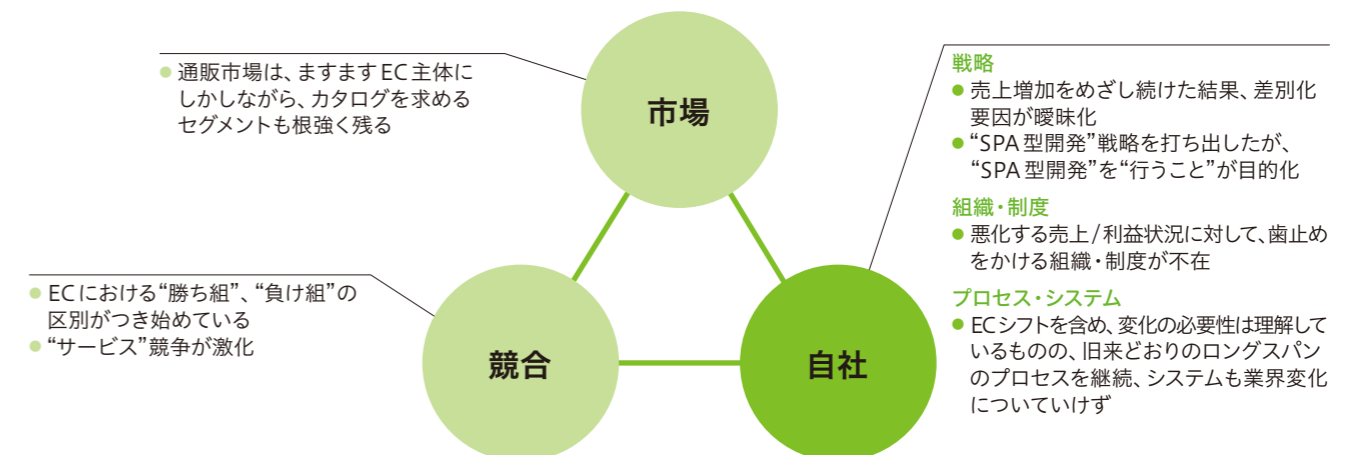 ● 通販市場は、ますますEC主体に
しかしながら、カタログを求める
セグメントも根強く残る
市場
戦略
● 売上増加をめざし続けた結果、差別化
要因が曖昧化
● “SPA型開発”戦略を打ち出したが、
“SPA型開発”を“行うこと”が目的化
組織・制度
● 悪化する売上/利益状況に対して、歯止め
をかける組織・制度が不在
プロセス・システム
● ECシフトを含め、変化の必要性は理解して
いるものの、旧来どおりのロングスパン
のプロセスを継続、システムも業界変化
についていけず
● ECにおける“勝ち組”、“負け組”の
区別がつき始めている
● “サービス”競争が激化
競合
自社